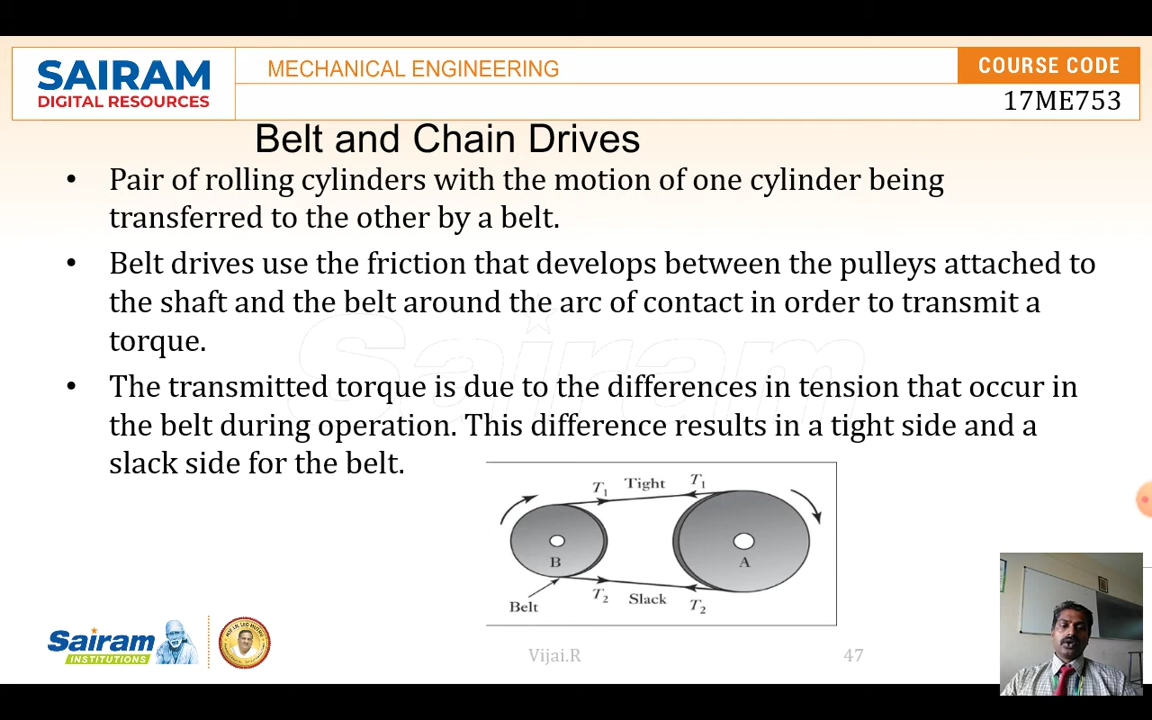 SAIRAM
DIGITAL RESOURCES
MECHANICAL ENGINEERING
COURSE CODE
17ME753
Belt and Chain Drives
• Pair of rolling cylinders with the motion of one cylinder being
transferred to the other by a belt.
• Belt drives use the friction that develops between the pulleys attached to
the shaft and the belt around the arc of contact in order to transmit a
torque.
• The transmitted torque is due to the differences in tension that occur in
the belt during operation. This difference results in a tight side and a
slack side for the belt.
Sairam
T1 Tight T1
B A
Belt T2 Slack T2
Sairam
INSTITUTIONS
Vijai.R
47